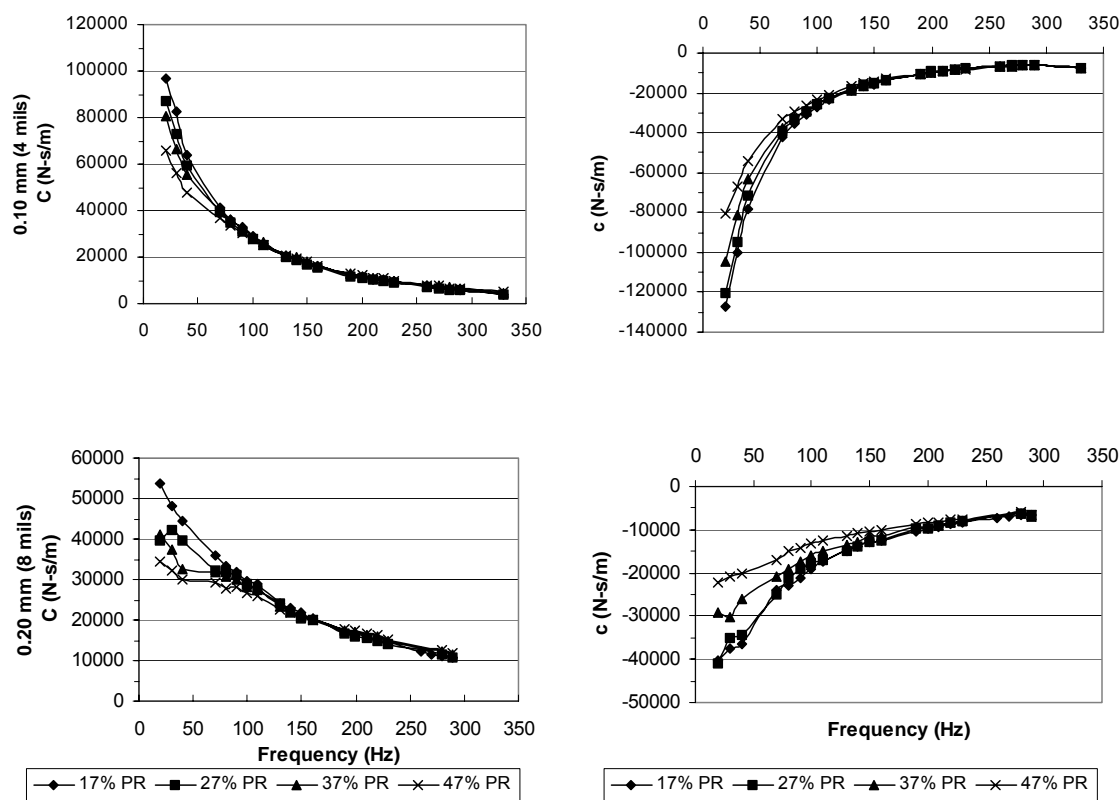 0.10 mm (4 mils)
C (N-s/m)
120000
100000
80000
60000
40000
20000
0
0 50 100 150 200 250 300 350
0 50 100 150 200 250 300 350
c (N-s/m)
0
-20000
-40000
-60000
-80000
-100000
-120000
-140000
0.20 mm (8 mils)
C (N-s/m)
60000
50000
40000
30000
20000
10000
0
0 50 100 150 200 250 300 350
Frequency (Hz)
17% PR 27% PR 37% PR 47% PR
0 50 100 150 200 250 300 350
c (N-s/m)
0
-10000
-20000
-30000
-40000
-50000
Frequency (Hz)
17% PR 27% PR 37% PR 47% PR